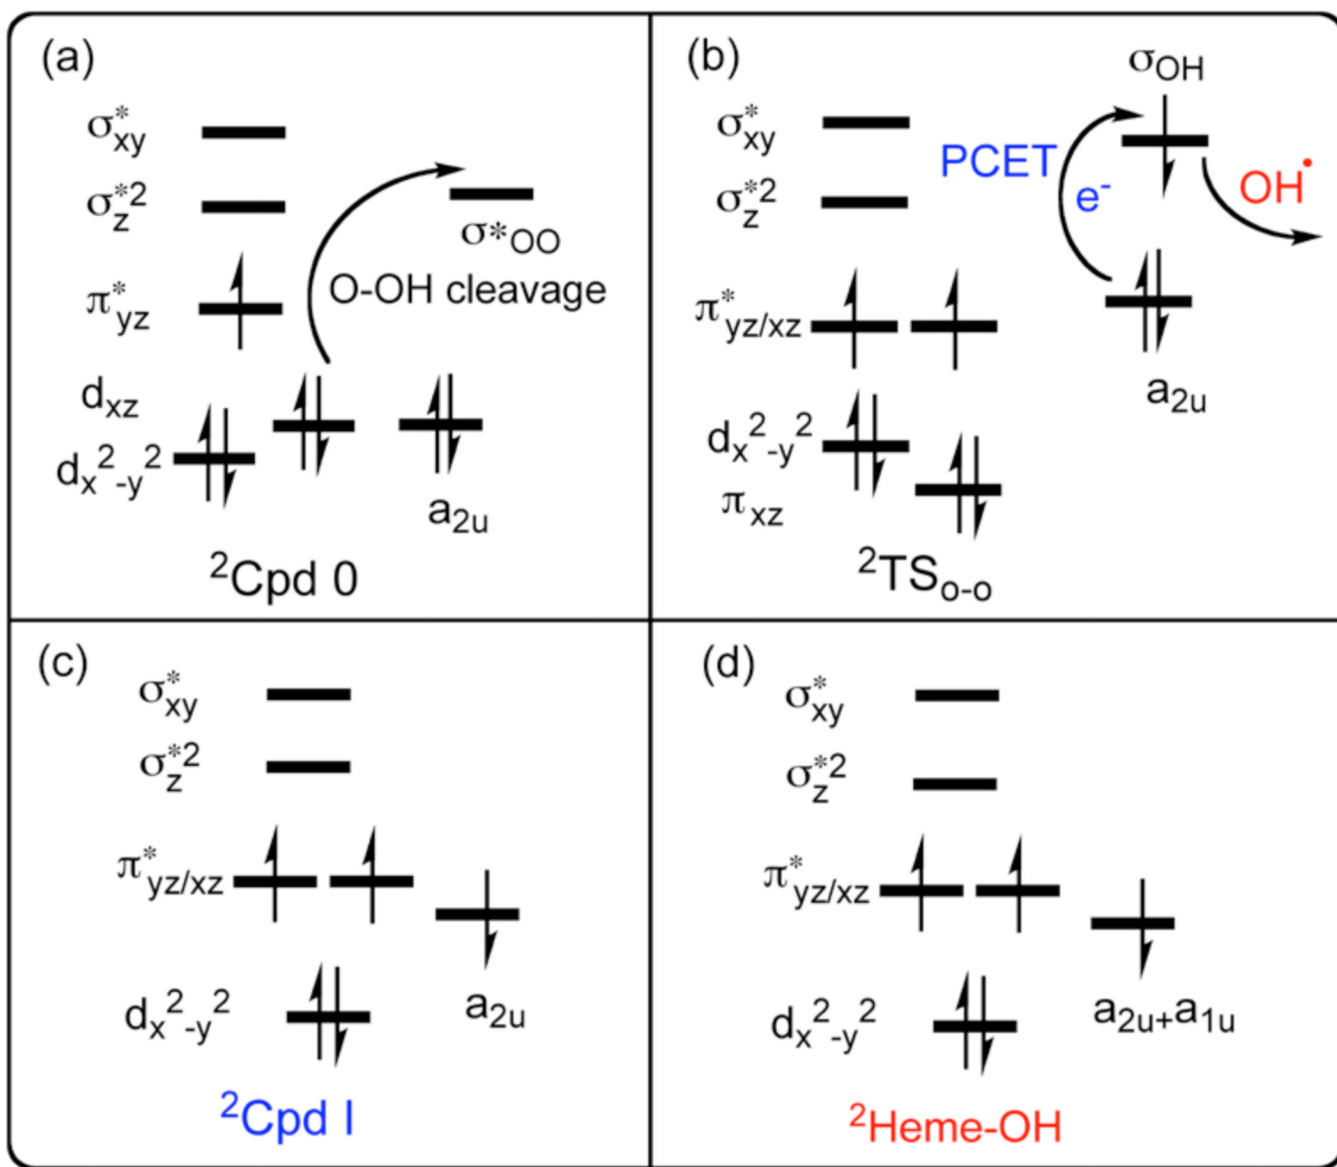 (a)
σ*xy
σ*z2
σ*OO
O-OH cleavage
π*yz
dxz
dx2-y2
a2u
2Cpd 0
(b)
σOH
σ*xy
PCET
e-
OH•
σ*z2
π*yz/xz
a2u
dx2-y2
πxz
2TSo-o
(c)
σ*xy
σ*z2
π*yz/xz
a2u
dx2-y2
2Cpd I
(d)
σ*xy
σ*z2
π*yz/xz
a2u+a1u
dx2-y2
2Heme-OH